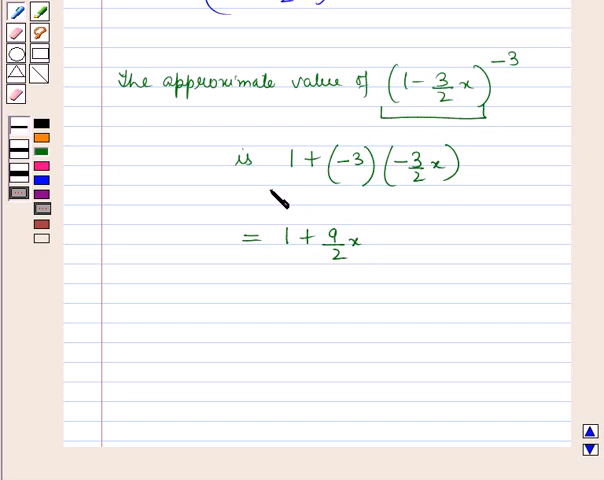 The approximate value of (1 - 3/2 x)^-3
is 1 + (-3) (-3/2 x)
= 1 + 9/2 x